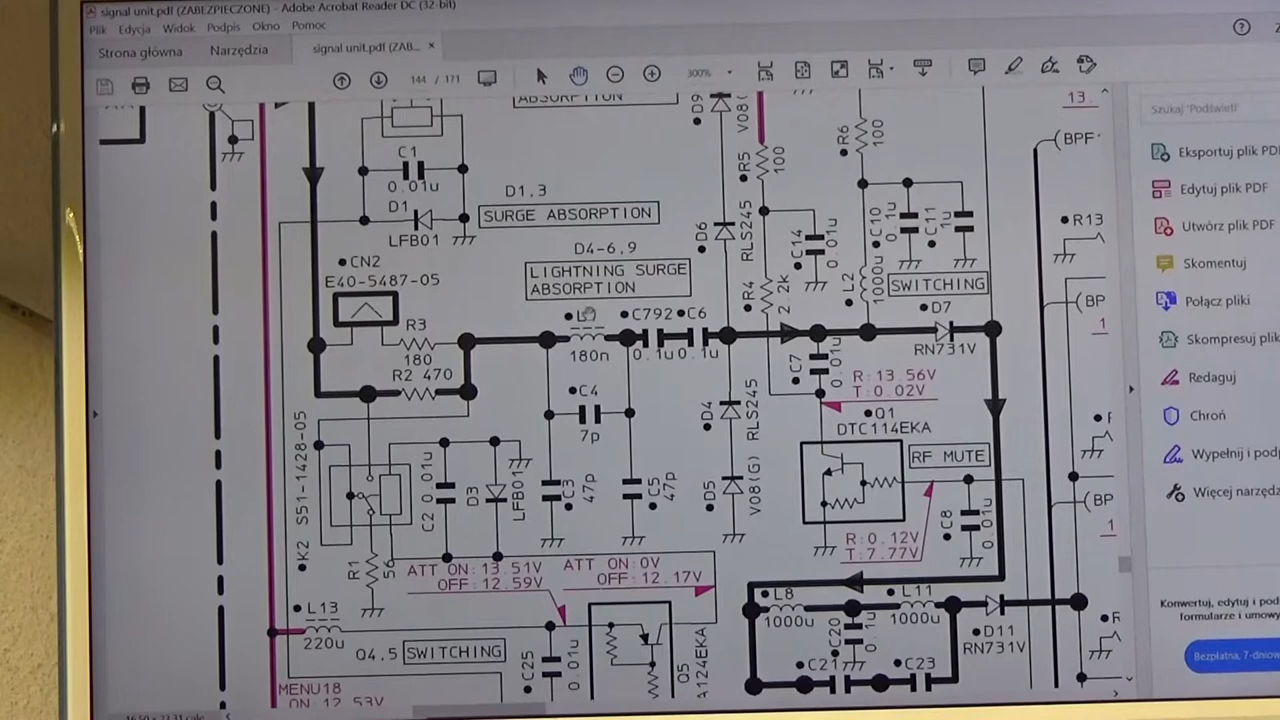 signal unit.pdf (ZABEZPIECZONE) - Adobe Acrobat Reader DC (32-bit)
Plik Edycja Widok Podpis Okno Pomoc
Strona główna Narzędzia signal unit.pdf (ZAB... ×
144 / 171 300%
ABSORPTION
C1
0.01u
D1
LFB01
D1.3
SURGE ABSORPTION
D4-6,9
LIGHTNING SURGE
ABSORPTION
CN2
E40-5487-05
R3
180
R2 470
180n
C792 C6
0.1u 0.1u
C4
7p
C3
47p
C5
47p
D9
V08(
D6
RLS245
D4
RLS245
D5
V08(G)
R5
100
R4
2.2k
C14
0.01u
R6
100
C10
0.1u
C11
1u
L2
1000u
SWITCHING
D7
RN731V
C7
0.01u
R:13.56V
T:0.02V
Q1
DTC114EKA
RF MUTE
C8
0.01u
R:0.12V
T:7.77V
K2 S51-1428-05
C2 0.01u
D3
LFB01
R1
56
ATT ON:13.51V
OFF:12.59V
ATT ON:0V
OFF:12.17V
L13
220u
Q4.5 SWITCHING
C25
0.01u
Q5
A124EKA
MENU18
ON:12.53V
L8
1000u
L11
1000u
C20
0.1u
C21
C23
D11
RN731V
13.
BPF
R13
BP
1
BP
1
Szukaj 'Podświetl'
Eksportuj plik PDF
Edytuj plik PDF
Utwórz plik PDF
Skomentuj
Połącz pliki
Skompresuj plik
Redaguj
Chroń
Wypełnij i podp
Więcej narzędz
Konwertuj, edytuj i pod
formularze i umowy
Bezpłatna, 7-dniow